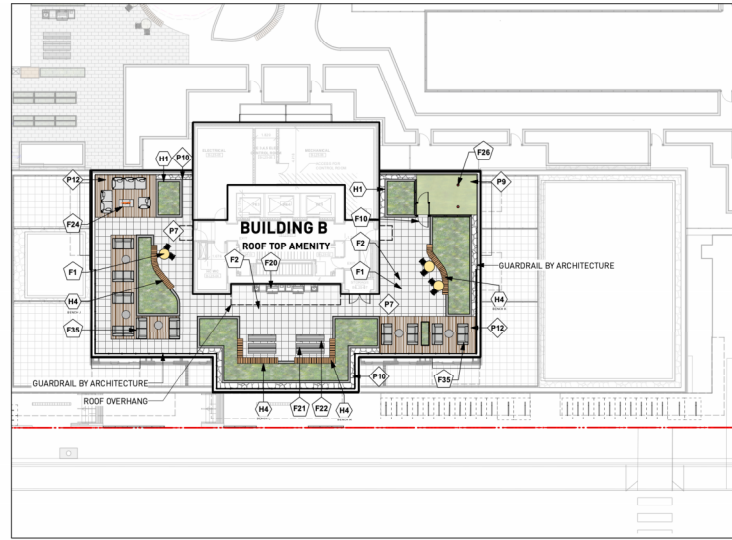 F26
H1
P10
P12
P9
H1
F24
F10
P7
BUILDING B
ROOF TOP AMENITY
F2
F20
F2
F1
F1
GUARDRAIL BY ARCHITECTURE
H4
H4
P7
F35
P12
GUARDRAIL BY ARCHITECTURE
P10
F35
ROOF OVERHANG
H4
F21
F22
H4